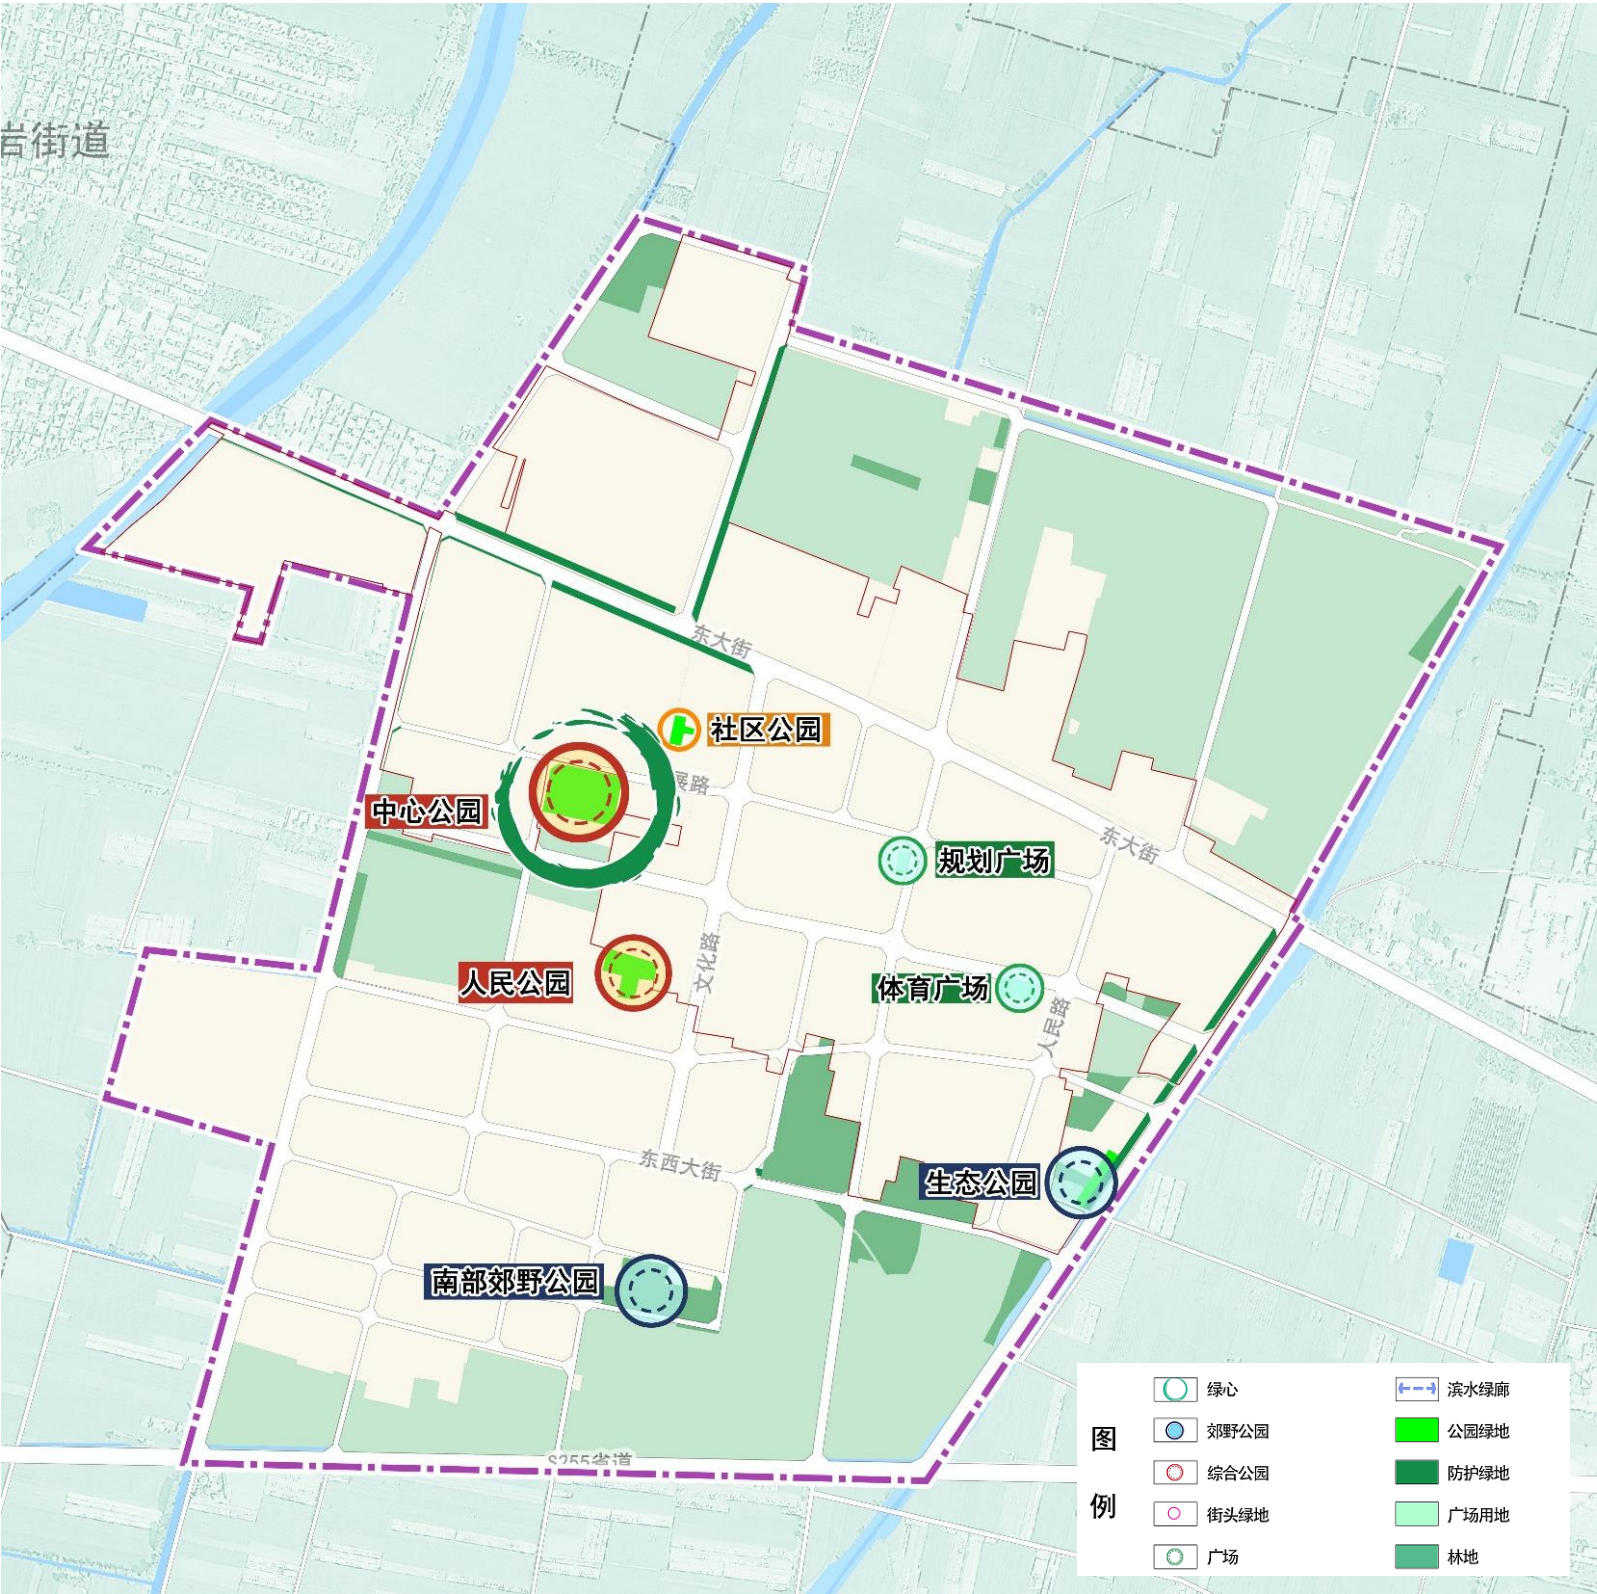 岩街道
东大街
社区公园
展路
中心公园
东大街
规划广场
文化路
人民公园
体育广场
人民路
东西大街
生态公园
南部郊野公园
S255省道
图例
绿心
郊野公园
综合公园
街头绿地
广场
滨水绿廊
公园绿地
防护绿地
广场用地
林地